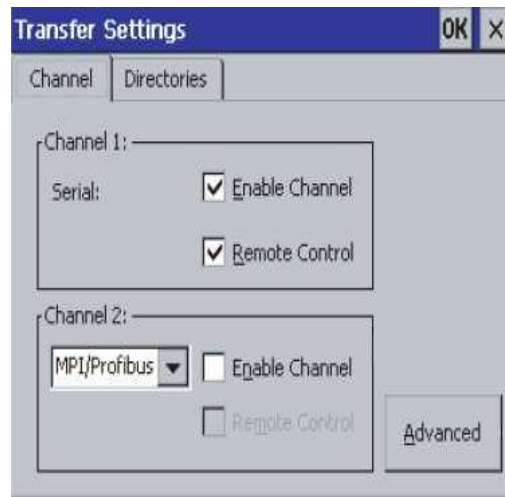 Transfer Settings OK ×
Channel Directories
Channel 1:
Serial: Enable Channel
Remote Control
Channel 2:
MPI/Profibus Enable Channel
Remote Control
Advanced